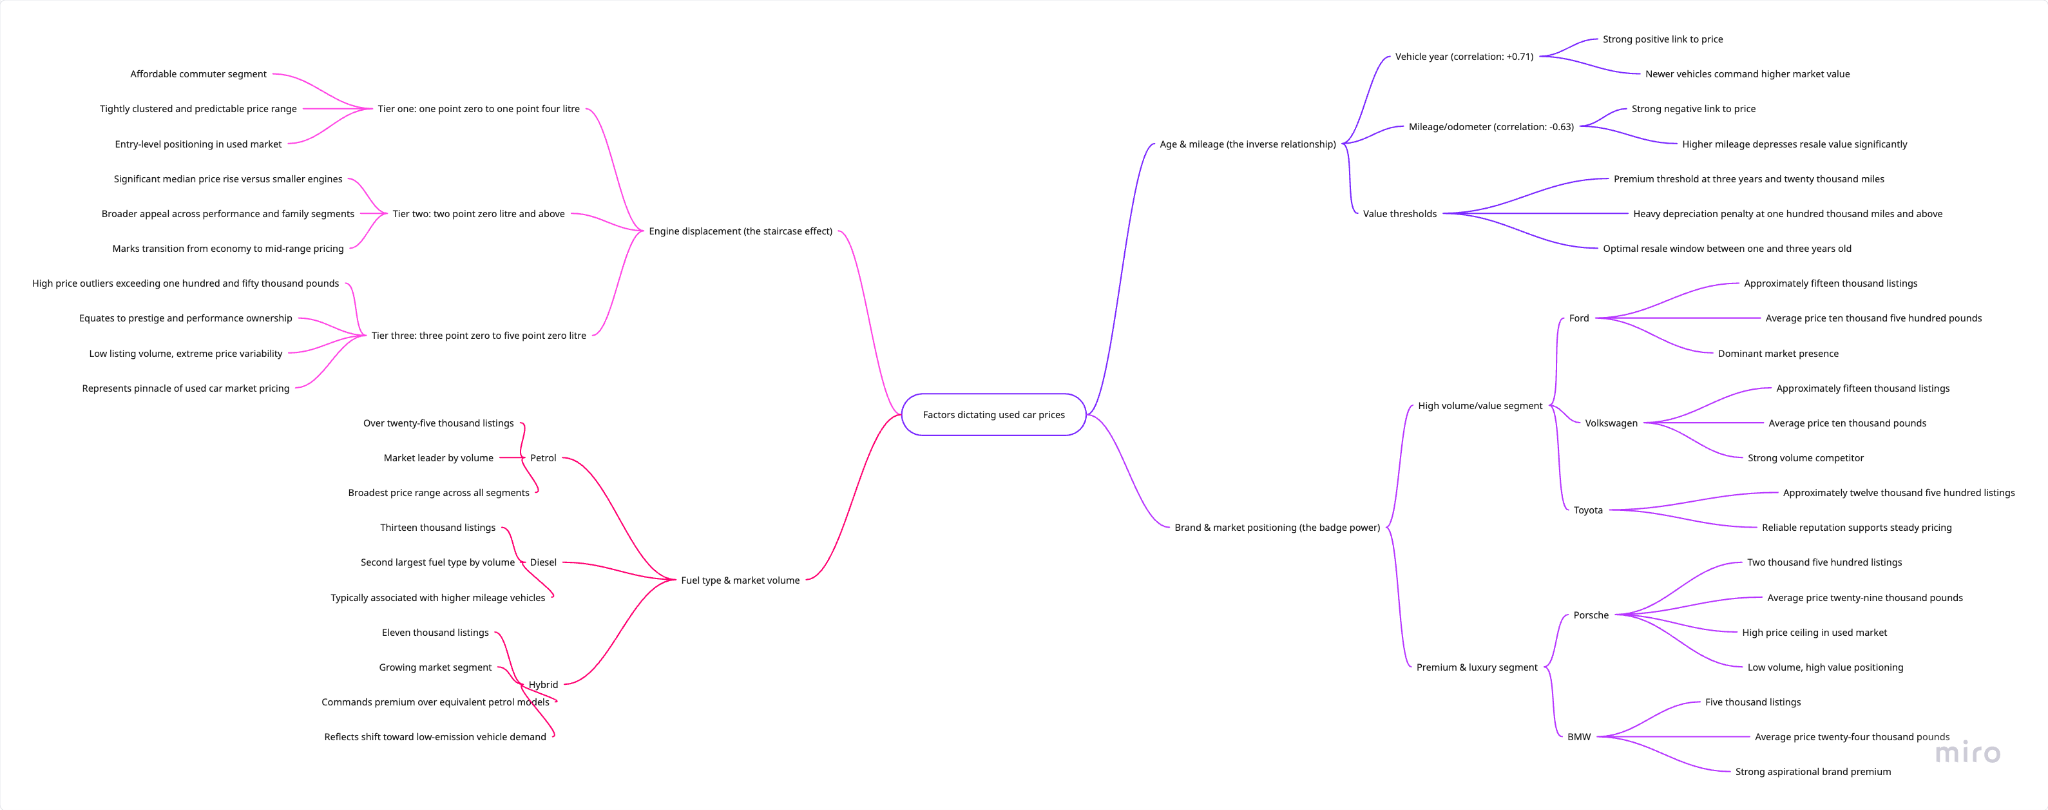 Factors dictating used car prices
Engine displacement (the staircase effect)
Tier one: one point zero to one point four litre
Affordable commuter segment
Tightly clustered and predictable price range
Entry-level positioning in used market
Tier two: two point zero litre and above
Significant median price rise versus smaller engines
Broader appeal across performance and family segments
Marks transition from economy to mid-range pricing
Tier three: three point zero to five point zero litre
High price outliers exceeding one hundred and fifty thousand pounds
Equates to prestige and performance ownership
Low listing volume, extreme price variability
Represents pinnacle of used car market pricing
Fuel type & market volume
Petrol
Over twenty-five thousand listings
Market leader by volume
Broadest price range across all segments
Diesel
Thirteen thousand listings
Second largest fuel type by volume
Typically associated with higher mileage vehicles
Hybrid
Eleven thousand listings
Growing market segment
Commands premium over equivalent petrol models
Reflects shift toward low-emission vehicle demand
Age & mileage (the inverse relationship)
Vehicle year (correlation: +0.71)
Strong positive link to price
Newer vehicles command higher market value
Mileage/odometer (correlation: -0.63)
Strong negative link to price
Higher mileage depresses resale value significantly
Value thresholds
Premium threshold at three years and twenty thousand miles
Heavy depreciation penalty at one hundred thousand miles and above
Optimal resale window between one and three years old
Brand & market positioning (the badge power)
High volume/value segment
Ford
Approximately fifteen thousand listings
Average price ten thousand five hundred pounds
Dominant market presence
Volkswagen
Approximately fifteen thousand listings
Average price ten thousand pounds
Strong volume competitor
Toyota
Approximately twelve thousand five hundred listings
Reliable reputation supports steady pricing
Premium & luxury segment
Porsche
Two thousand five hundred listings
Average price twenty-nine thousand pounds
High price ceiling in used market
Low volume, high value positioning
BMW
Five thousand listings
Average price twenty-four thousand pounds
Strong aspirational brand premium
miro